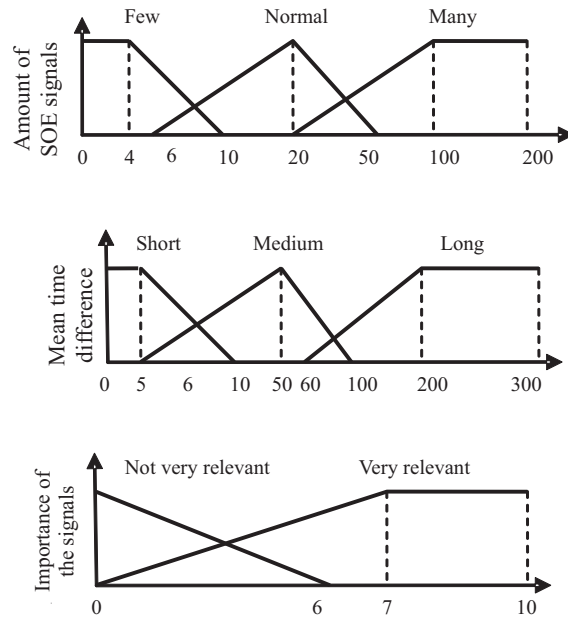 Few Normal Many
Amount of
SOE signals
0 4 6 10 20 50 100 200
Short Medium Long
Mean time
difference
0 5 6 10 50 60 100 200 300
Not very relevant Very relevant
Importance of
the signals
0 6 7 10